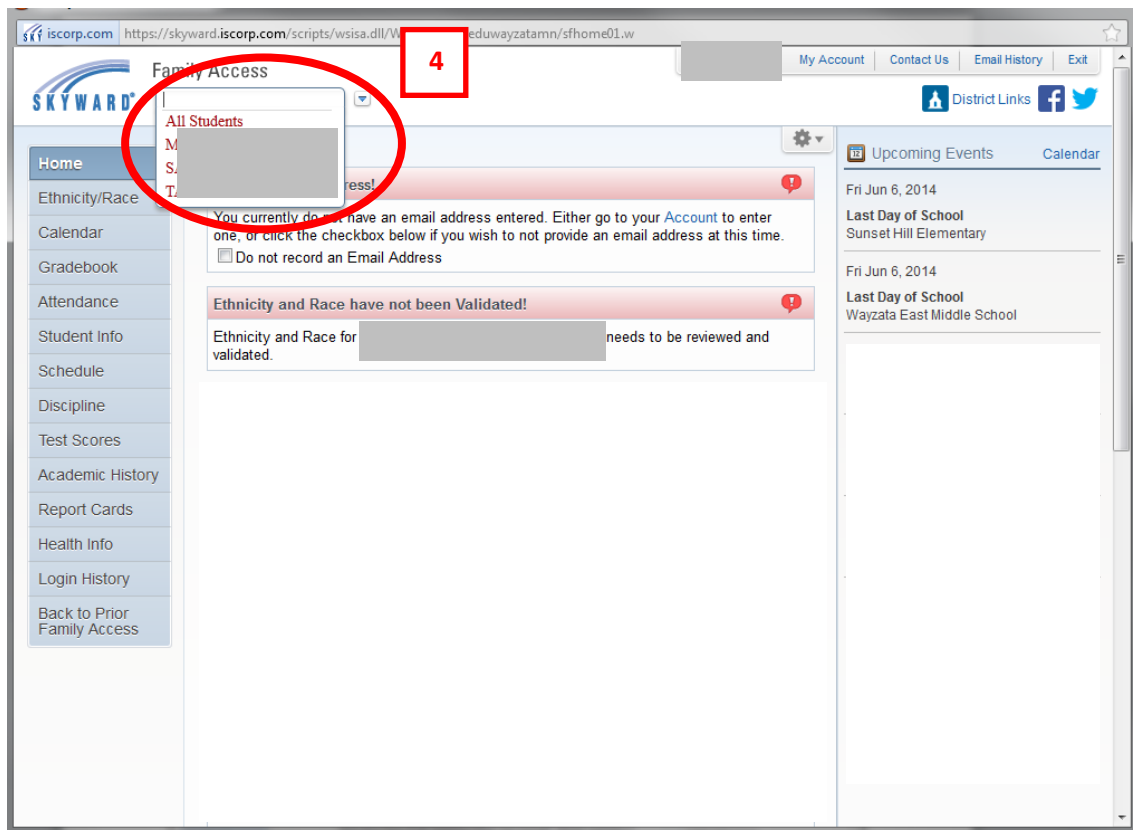 iscorp.com https://skyward.iscorp.com/scripts/wsisa.dll/W eduwayzatamn/sfhome01.w
4
SKYWARD®
Family Access
My Account Contact Us Email History Exit
District Links
All Students
M
SA
TA
Home
Ethnicity/Race
Calendar
Gradebook
Attendance
Student Info
Schedule
Discipline
Test Scores
Academic History
Report Cards
Health Info
Login History
Back to Prior
Family Access
ress!
You currently do not have an email address entered. Either go to your Account to enter
one, or click the checkbox below if you wish to not provide an email address at this time.
Do not record an Email Address
Ethnicity and Race have not been Validated!
Ethnicity and Race for needs to be reviewed and
validated.
12 Upcoming Events Calendar
Fri Jun 6, 2014
Last Day of School
Sunset Hill Elementary
Fri Jun 6, 2014
Last Day of School
Wayzata East Middle School